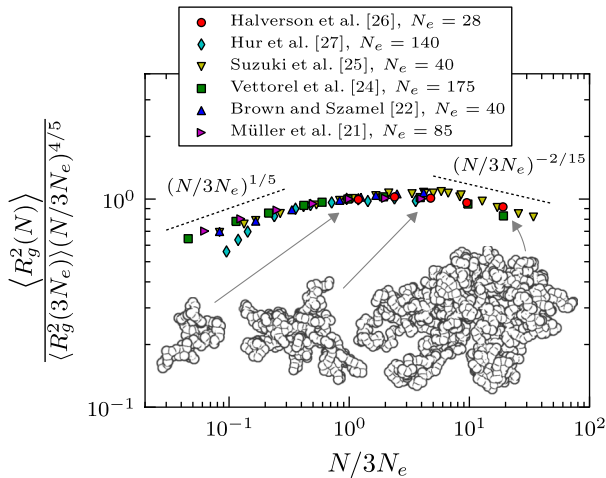 Halverson et al. [26], N_e = 28
Hur et al. [27], N_e = 140
Suzuki et al. [25], N_e = 40
Vettorel et al. [24], N_e = 175
Brown and Szamel [22], N_e = 40
Müller et al. [21], N_e = 85
(N/3N_e)^{1/5}
(N/3N_e)^{-2/15}
⟨R_g^2(N)⟩
⟨R_g^2(3N_e)⟩(N/3N_e)^{4/5}
10^0
10^{-1}
10^{-1} 10^0 10^1 10^2
N/3N_e